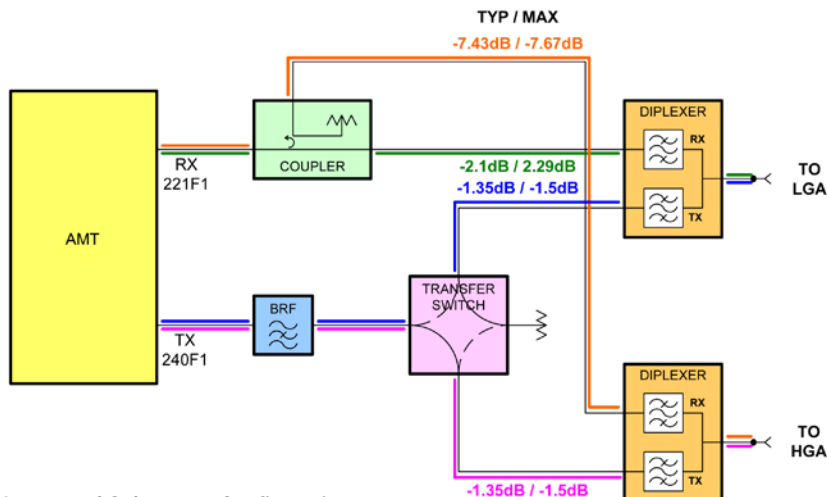 TYP / MAX
-7.43dB / -7.67dB
DIPLEXER
RX
COUPLER
RX
221F1
-2.1dB / 2.29dB
-1.35dB / -1.5dB
TO
LGA
TX
AMT
TRANSFER
SWITCH
BRF
TX
240F1
DIPLEXER
RX
TO
HGA
TX
-1.35dB / -1.5dB